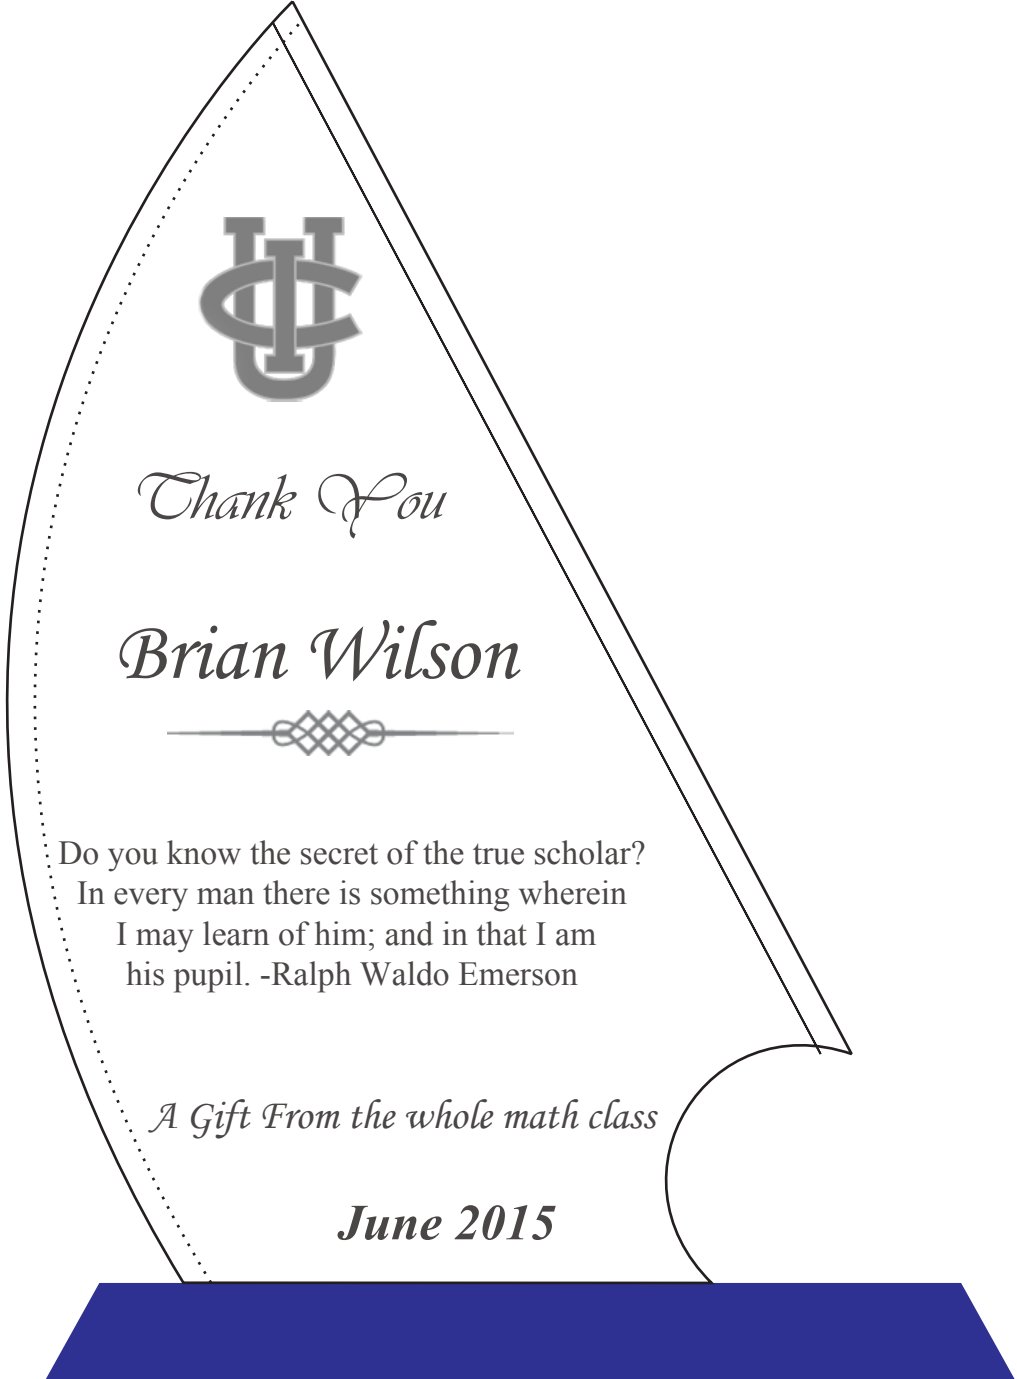 UCI
Thank You
Brian Wilson
Do you know the secret of the true scholar?
In every man there is something wherein
I may learn of him; and in that I am
his pupil. -Ralph Waldo Emerson
A Gift From the whole math class
June 2015